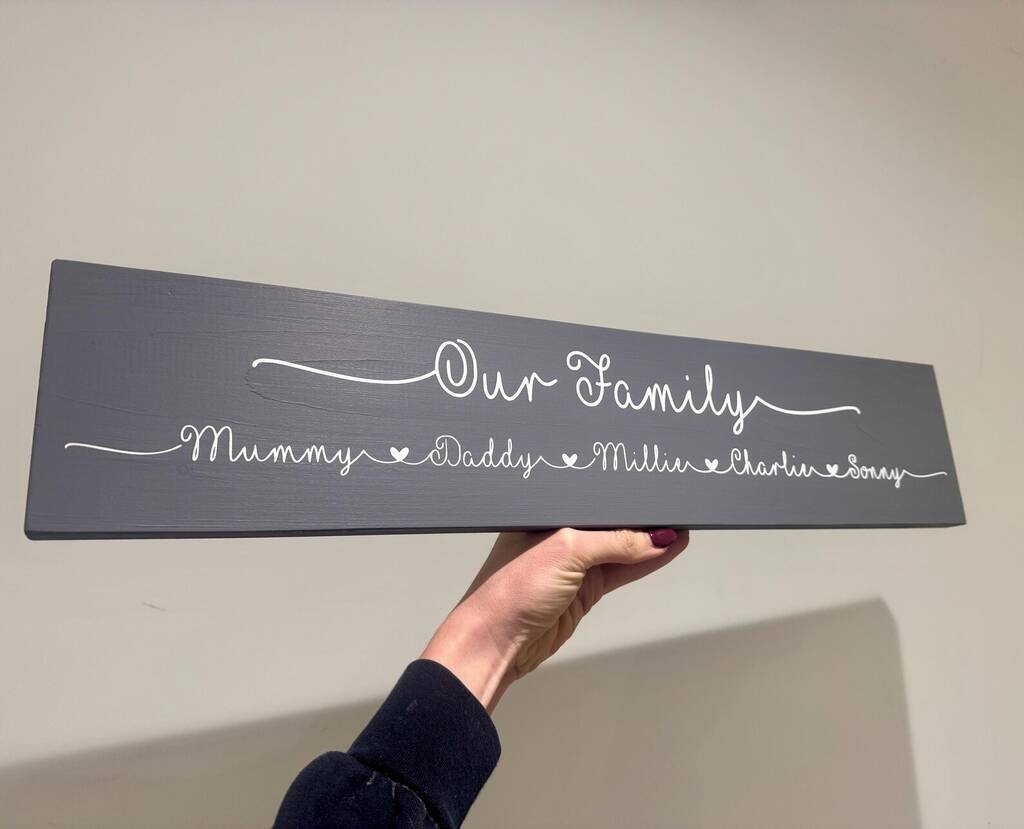 Our Family
Mummy ♥ Daddy ♥ Millie ♥ Charlie ♥ Sonny